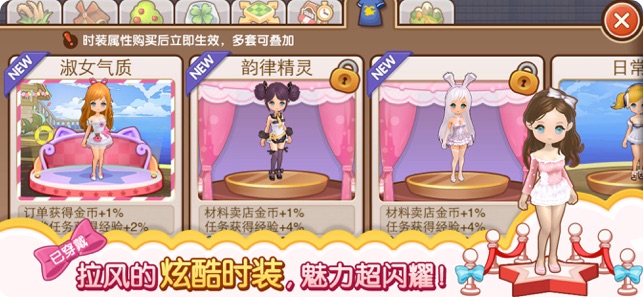 时装属性购买后立即生效，多套可叠加
NEW 淑女气质
NEW 韵律精灵
NEW
日常
订单获得金币+1%
任务获得经验+2%
材料卖店金币+1%
任务获得经验+4%
材料卖店金币+1%
任务获得经验+4%
已穿戴
拉风的炫酷时装，魅力超闪耀！